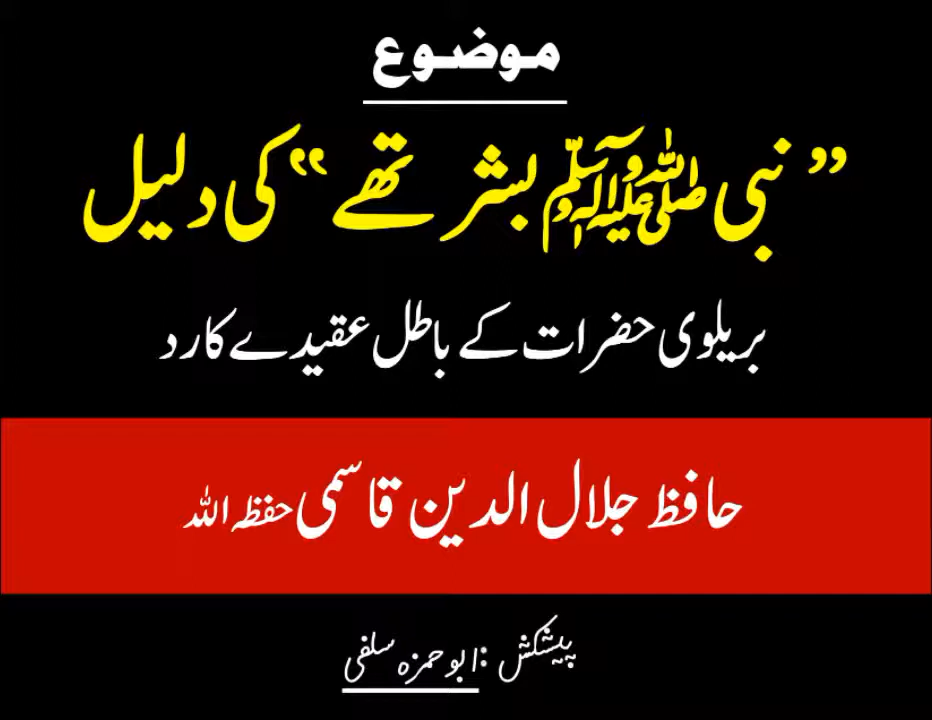 موضوع
”نبی ﷺ بشر تھے“ کی دلیل
بریلوی حضرات کے باطل عقیدے کا رد
حافظ جلال الدین قاسمی حفظہ اللہ
پیشکش : ابو حمزہ سلفی